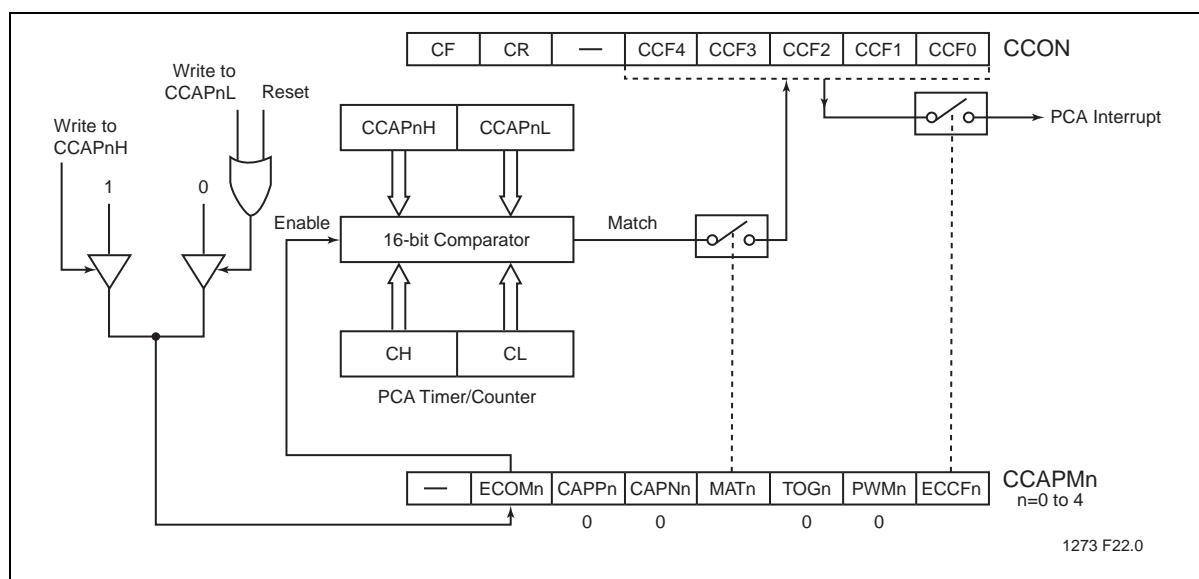 CF CR — CCF4 CCF3 CCF2 CCF1 CCF0 CCON
Write to
CCAPnL
Reset
Write to
CCAPnH
CCAPnH CCAPnL
PCA Interrupt
1
0
Enable
16-bit Comparator
Match
CH CL
PCA Timer/Counter
— ECOMn CAPPn CAPNn MATn TOGn PWMn ECCFn CCAPMn
n=0 to 4
0 0 0 0
1273 F22.0